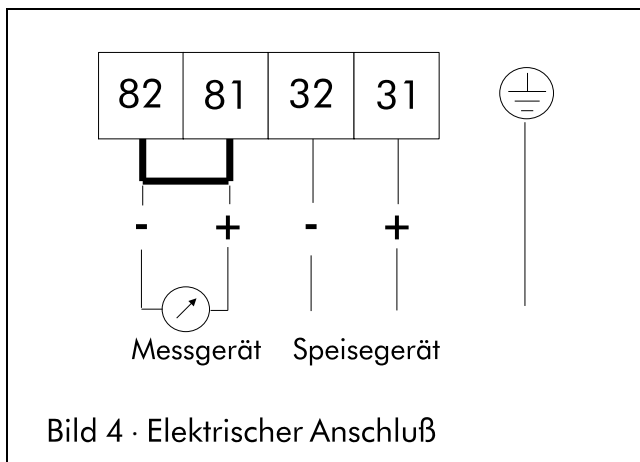 82 81 32 31
- + - +
Messgerät Speisegerät
Bild 4 · Elektrischer Anschluß